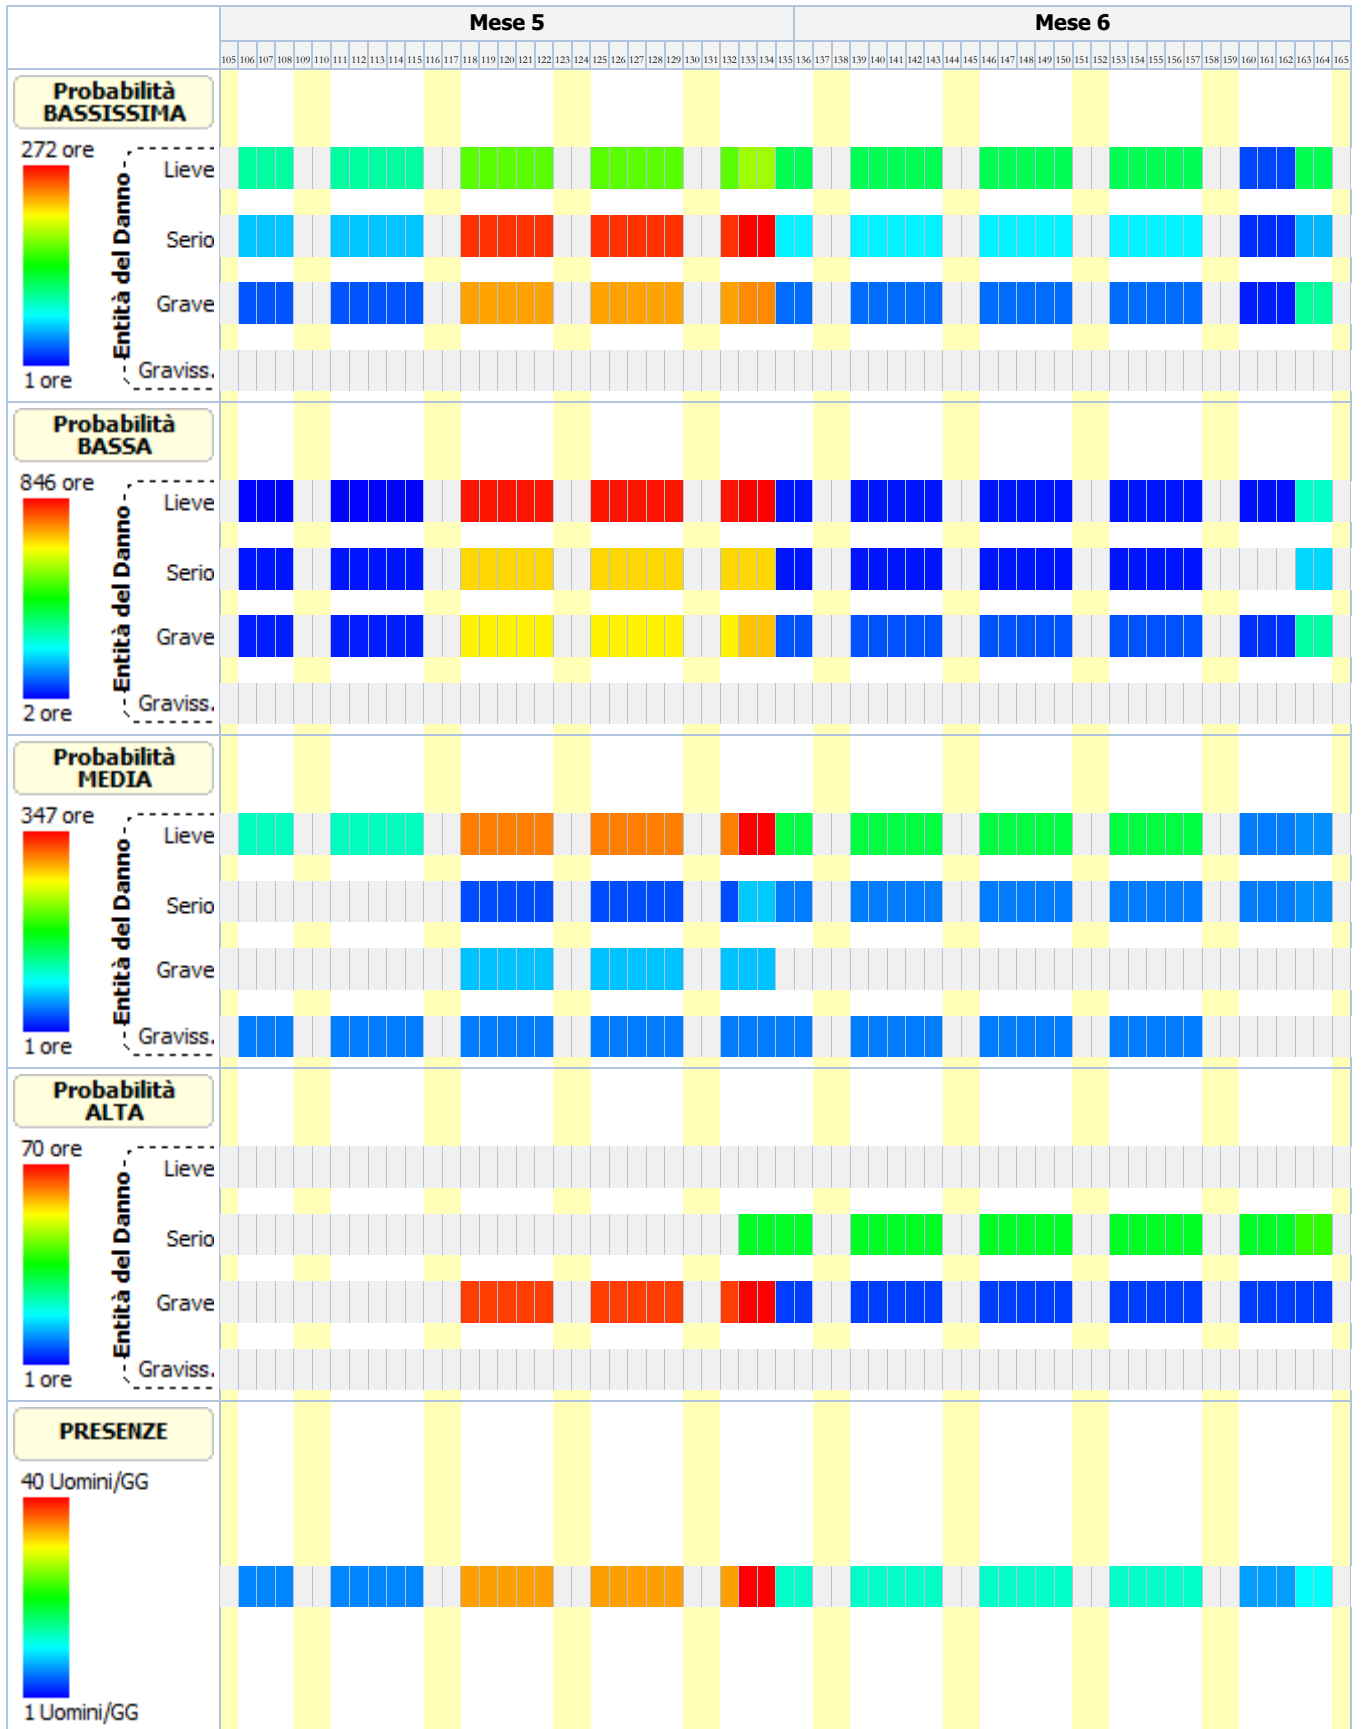 Mese 5 Mese 6
105 106 107 108 109 110 111 112 113 114 115 116 117 118 119 120 121 122 123 124 125 126 127 128 129 130 131 132 133 134 135 136 137 138 139 140 141 142 143 144 145 146 147 148 149 150 151 152 153 154 155 156 157 158 159 160 161 162 163 164 165
Probabilità
BASSISSIMA
272 ore
Entità del Danno
Lieve
Serio
Grave
Graviss.
1 ore
Probabilità
BASSA
846 ore
Entità del Danno
Lieve
Serio
Grave
Graviss.
2 ore
Probabilità
MEDIA
347 ore
Entità del Danno
Lieve
Serio
Grave
Graviss.
1 ore
Probabilità
ALTA
70 ore
Entità del Danno
Lieve
Serio
Grave
Graviss.
1 ore
PRESENZE
40 Uomini/GG
1 Uomini/GG